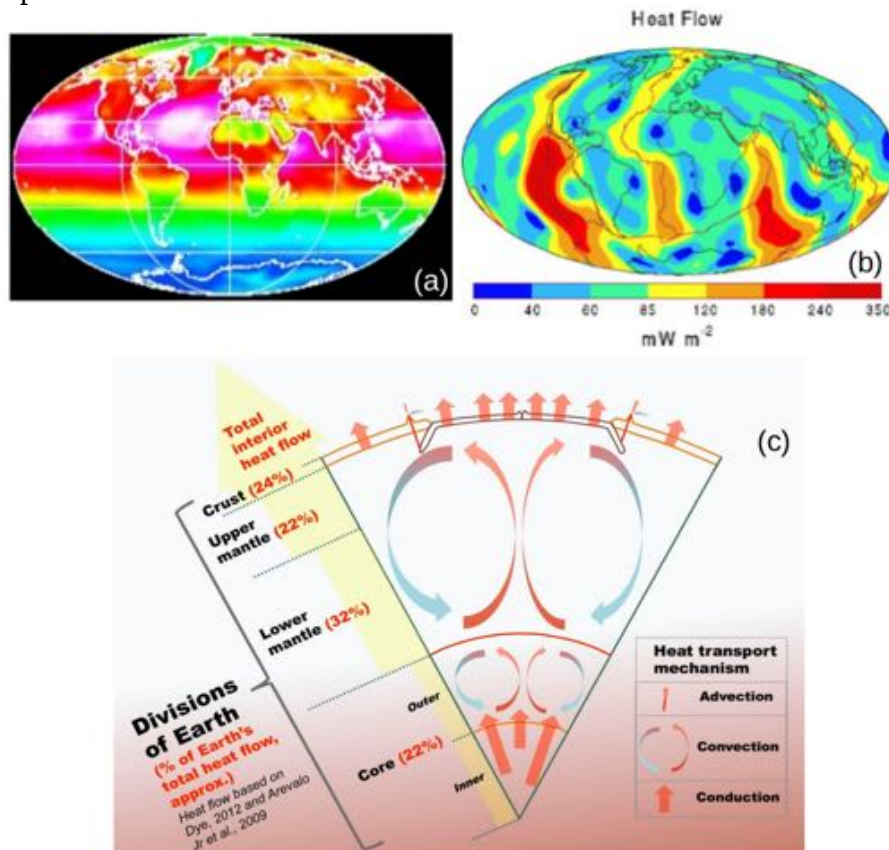 (a)
Heat Flow
(b)
0 40 60 85 120 180 240 350
mW m-2
(c)
Total
interior
heat flow
Crust (24%)
Upper
mantle (22%)
Lower
mantle (32%)
Outer
Core (22%)
Inner
Divisions
of Earth
(% of Earth's
total heat flow,
approx.)
Heat flow based on
Dye, 2012 and Arevalo
Jr et al., 2009
Heat transport
mechanism
Advection
Convection
Conduction